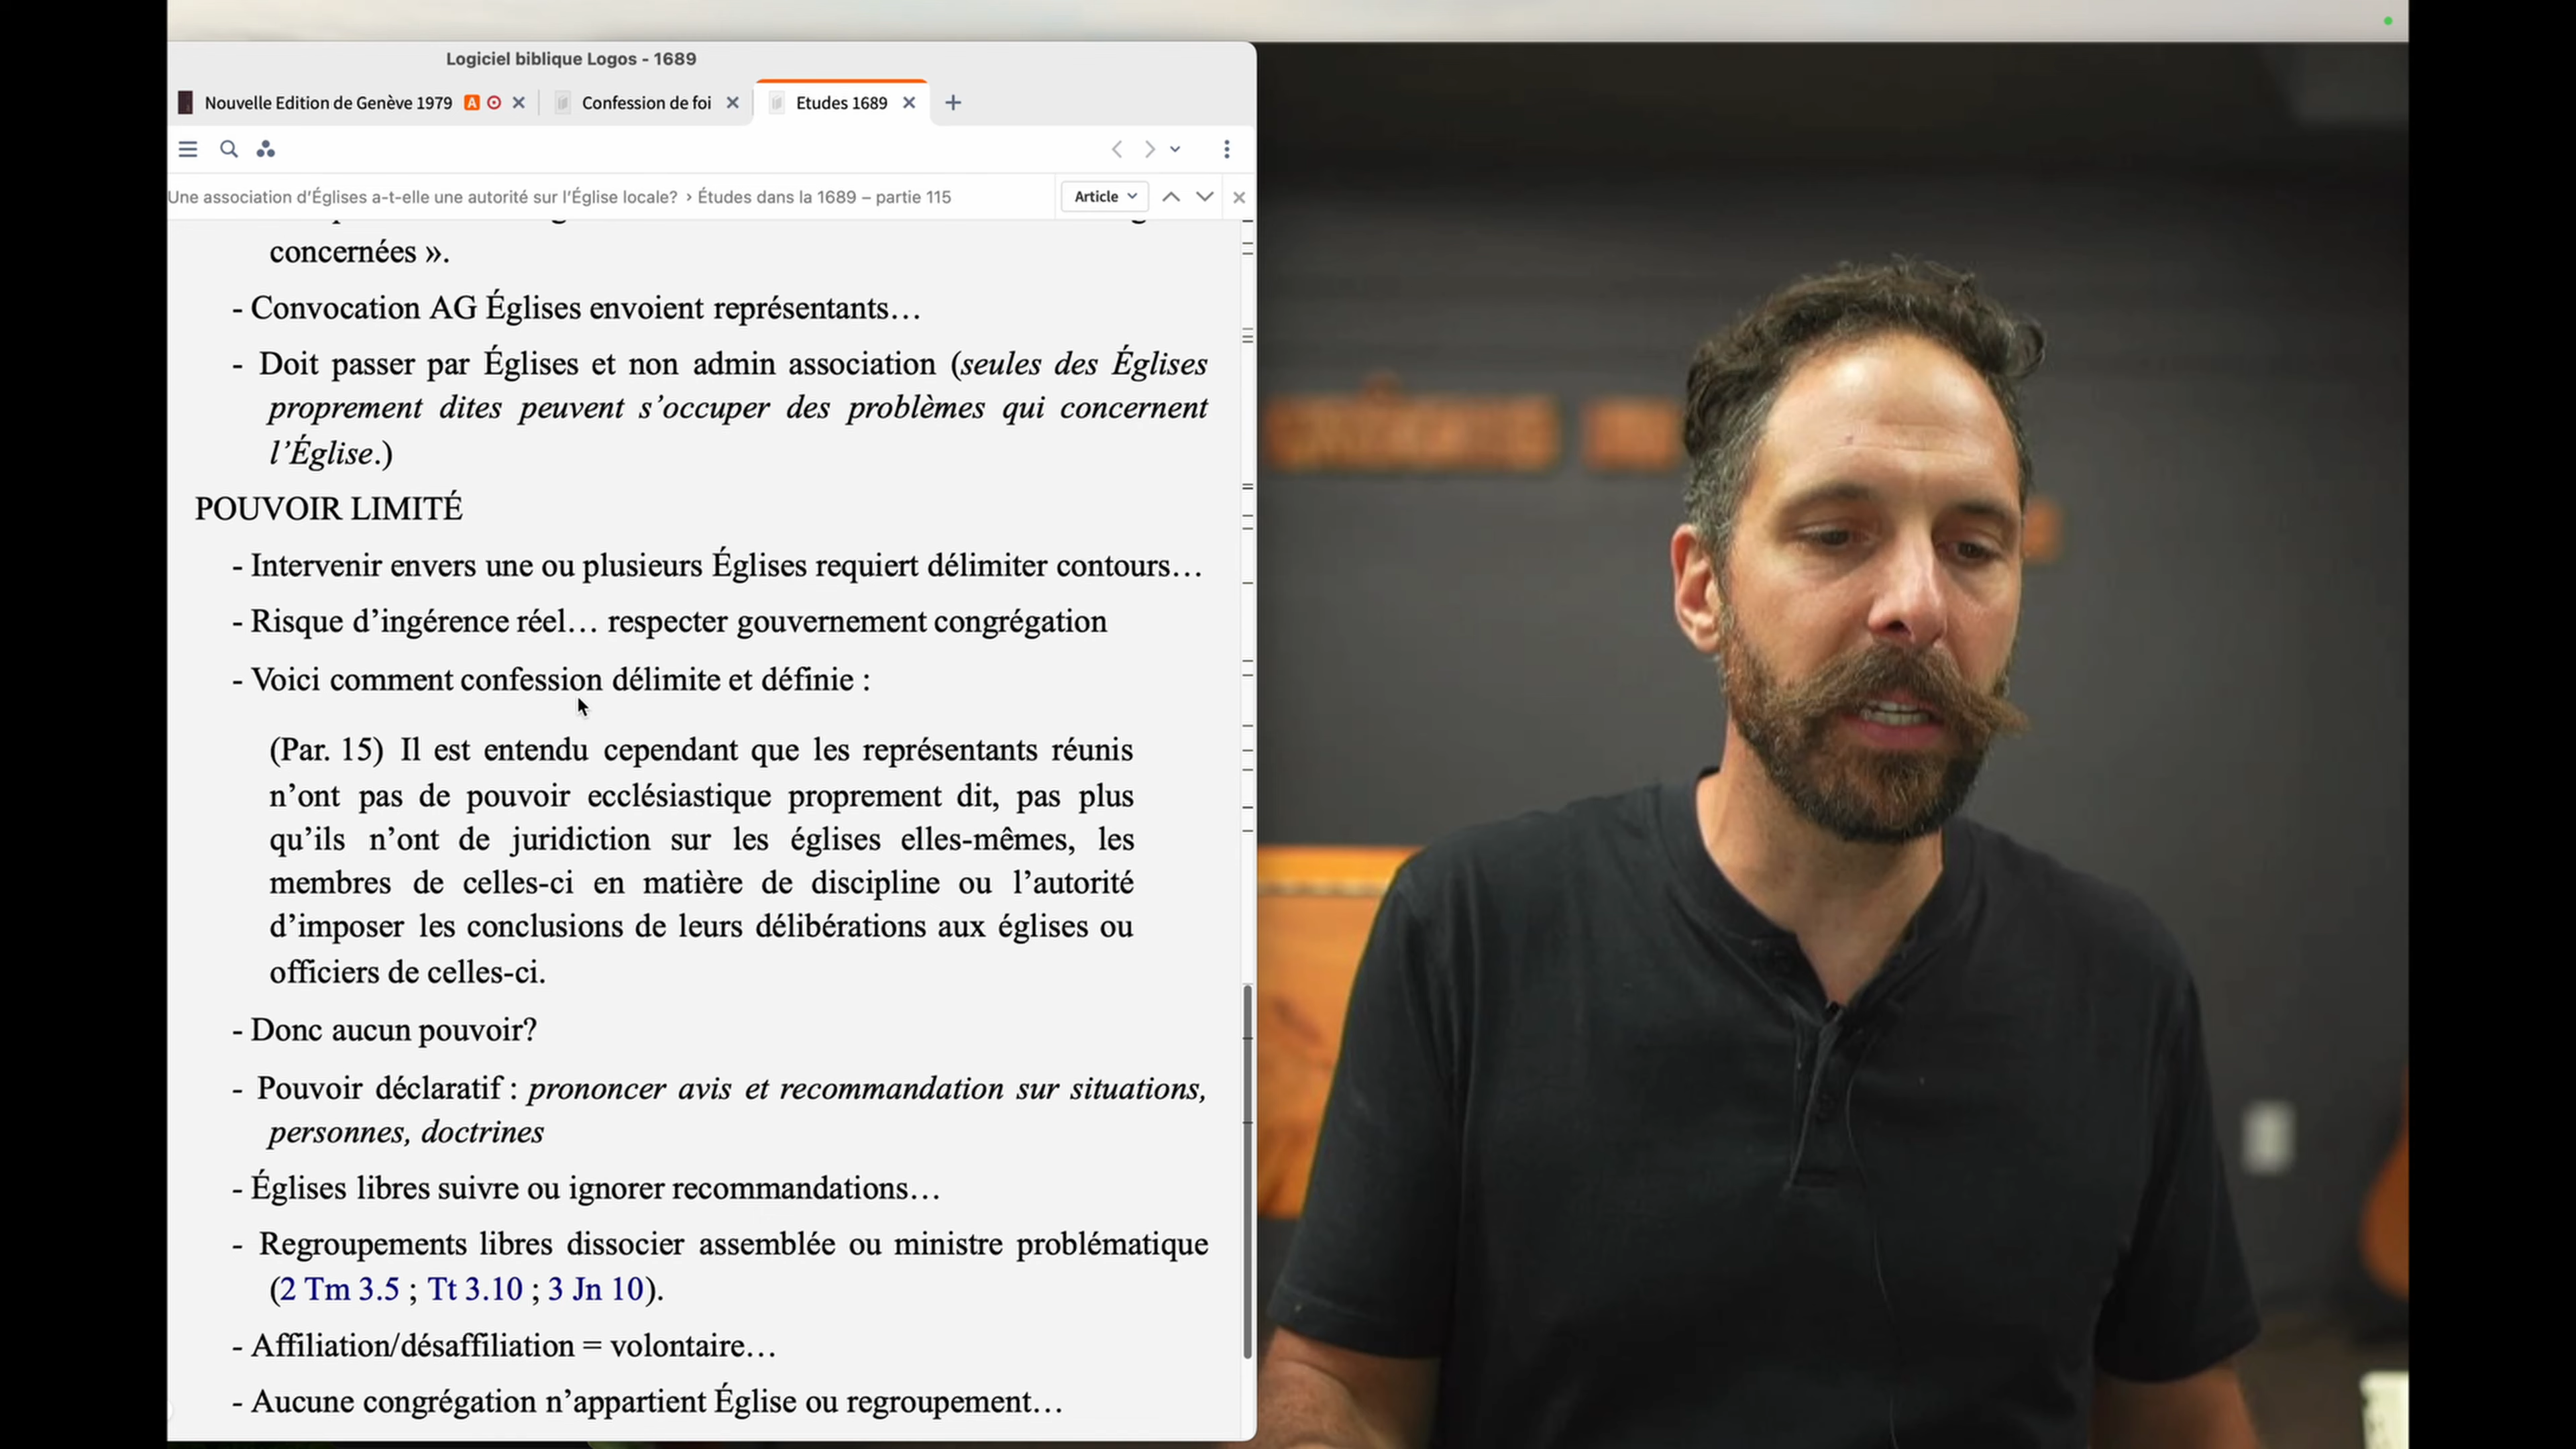 Logiciel biblique Logos - 1689
Nouvelle Edition de Genève 1979 A Confession de foi Etudes 1689
Une association d'Églises a-t-elle une autorité sur l'Église locale? › Études dans la 1689 – partie 115 Article
concernées ».
- Convocation AG Églises envoient représentants…
- Doit passer par Églises et non admin association (seules des Églises
proprement dites peuvent s'occuper des problèmes qui concernent
l'Église.)
POUVOIR LIMITÉ
- Intervenir envers une ou plusieurs Églises requiert délimiter contours…
- Risque d'ingérence réel… respecter gouvernement congrégation
- Voici comment confession délimite et définie :
(Par. 15) Il est entendu cependant que les représentants réunis
n'ont pas de pouvoir ecclésiastique proprement dit, pas plus
qu'ils n'ont de juridiction sur les églises elles-mêmes, les
membres de celles-ci en matière de discipline ou l'autorité
d'imposer les conclusions de leurs délibérations aux églises ou
officiers de celles-ci.
- Donc aucun pouvoir?
- Pouvoir déclaratif : prononcer avis et recommandation sur situations,
personnes, doctrines
- Églises libres suivre ou ignorer recommandations…
- Regroupements libres dissocier assemblée ou ministre problématique
(2 Tm 3.5 ; Tt 3.10 ; 3 Jn 10).
- Affiliation/désaffiliation = volontaire…
- Aucune congrégation n'appartient Église ou regroupement…